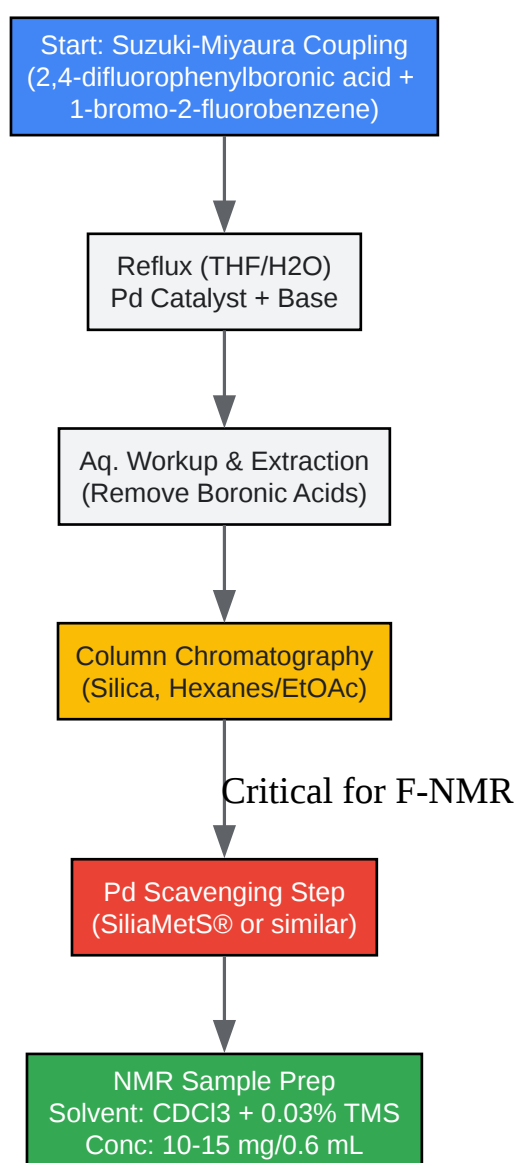 Start: Suzuki-Miyaura Coupling
(2,4-difluorophenylboronic acid +
1-bromo-2-fluorobenzene)
Reflux (THF/H2O)
Pd Catalyst + Base
Aq. Workup & Extraction
(Remove Boronic Acids)
Column Chromatography
(Silica, Hexanes/EtOAc)
Critical for F-NMR
Pd Scavenging Step
(SiliaMetS® or similar)
NMR Sample Prep
Solvent: CDCl3 + 0.03% TMS
Conc: 10-15 mg/0.6 mL